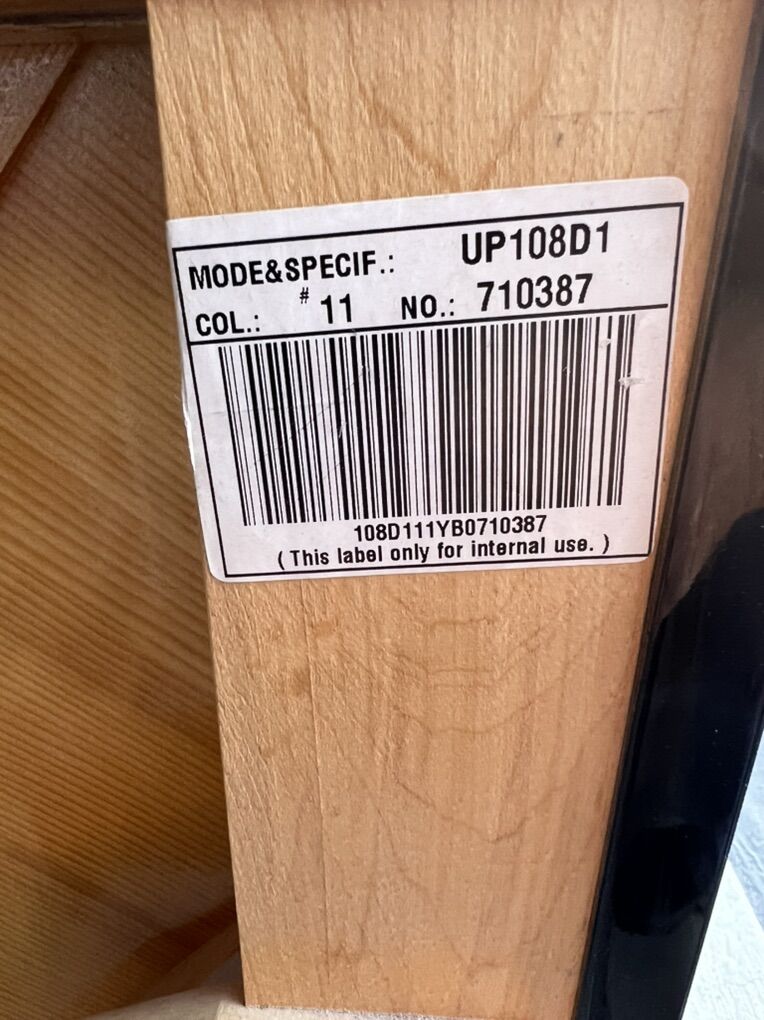 MODE&SPECIF.: UP108D1
COL.: # 11 NO.: 710387
108D111YB0710387
( This label only for internal use. )